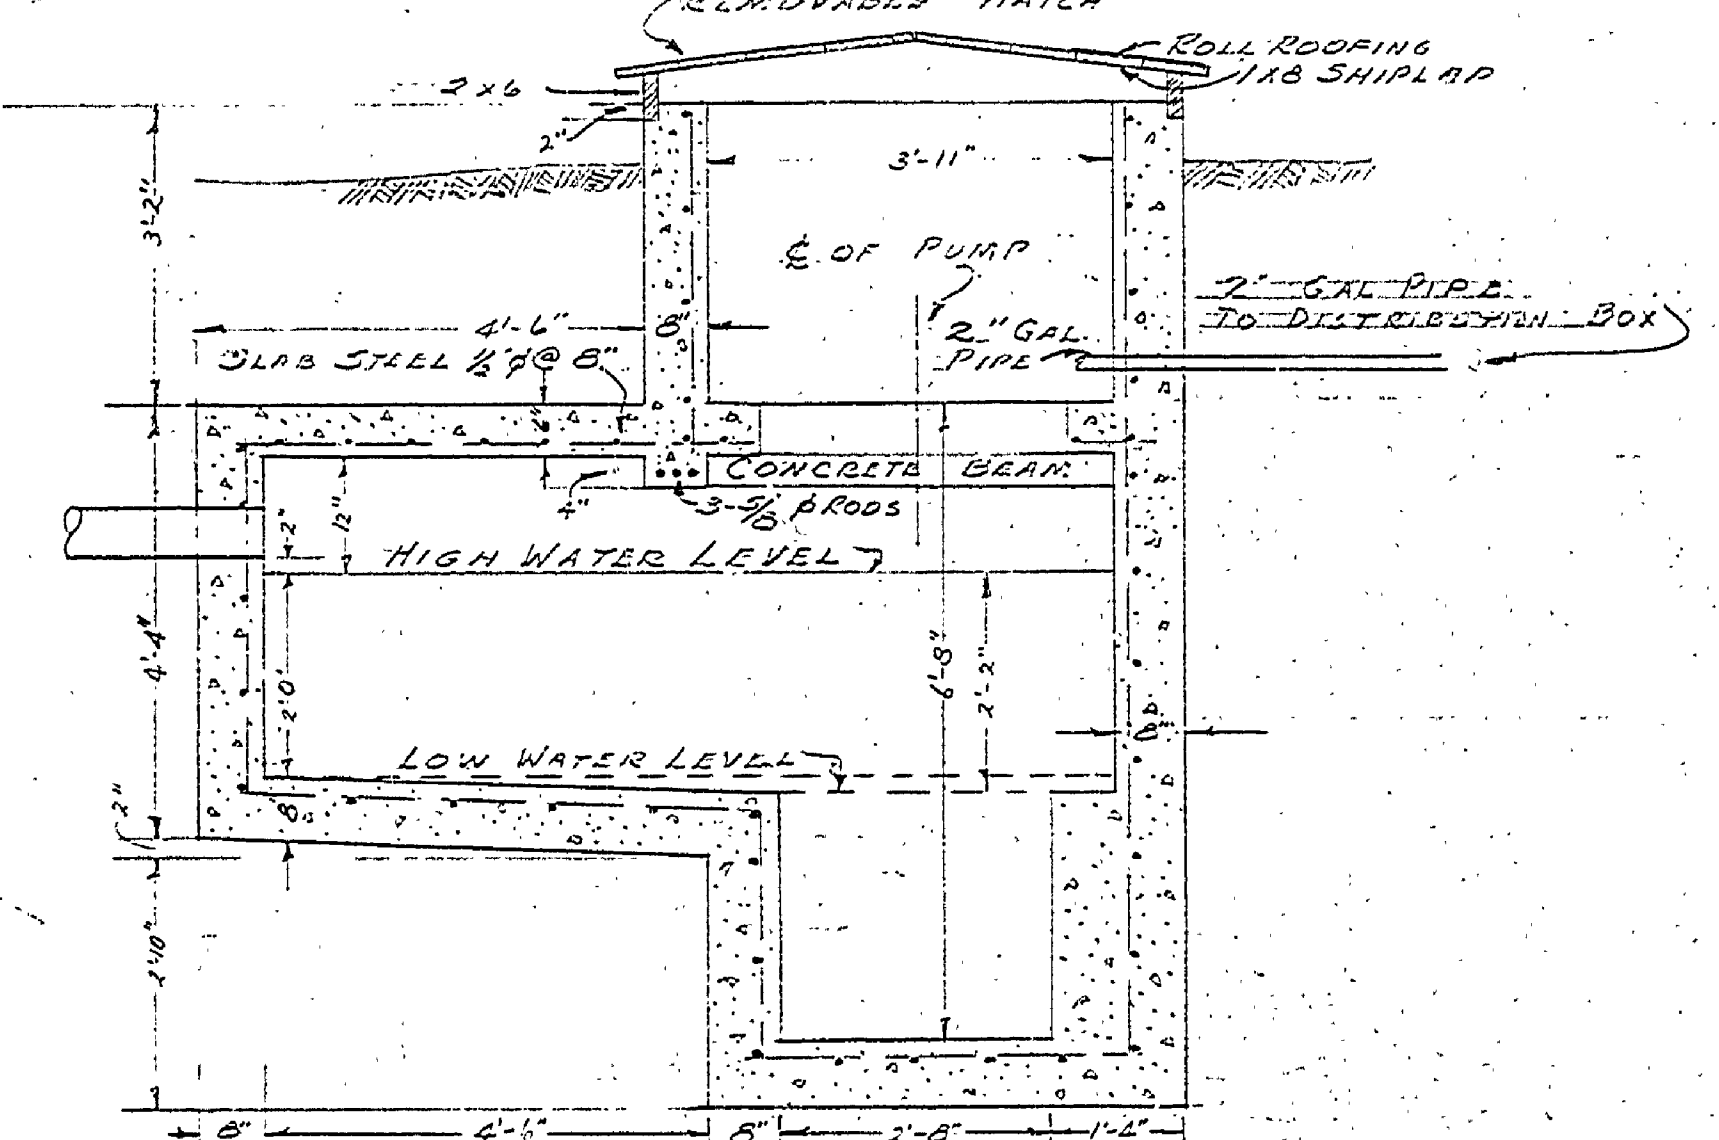 REMOVABLE HATCH
ROLL ROOFING
1X8 SHIPLAP
2 X 6
2"
3'-11"
3'-2"
℄ OF PUMP
2" GAL PIPE
TO DISTRIBUTION BOX
4'-6"
8"
2" GAL.
PIPE
SLAB STEEL ½" ϕ @ 8"
CONCRETE BEAM
4"
3-5/8 ϕ RODS
2"
12"
HIGH WATER LEVEL
4'-4"
2'0"
6'-8"
2'-2"
8"
LOW WATER LEVEL
2"
8"
2'10"
8"
4'-6"
8"
2'-8"
1'-4"